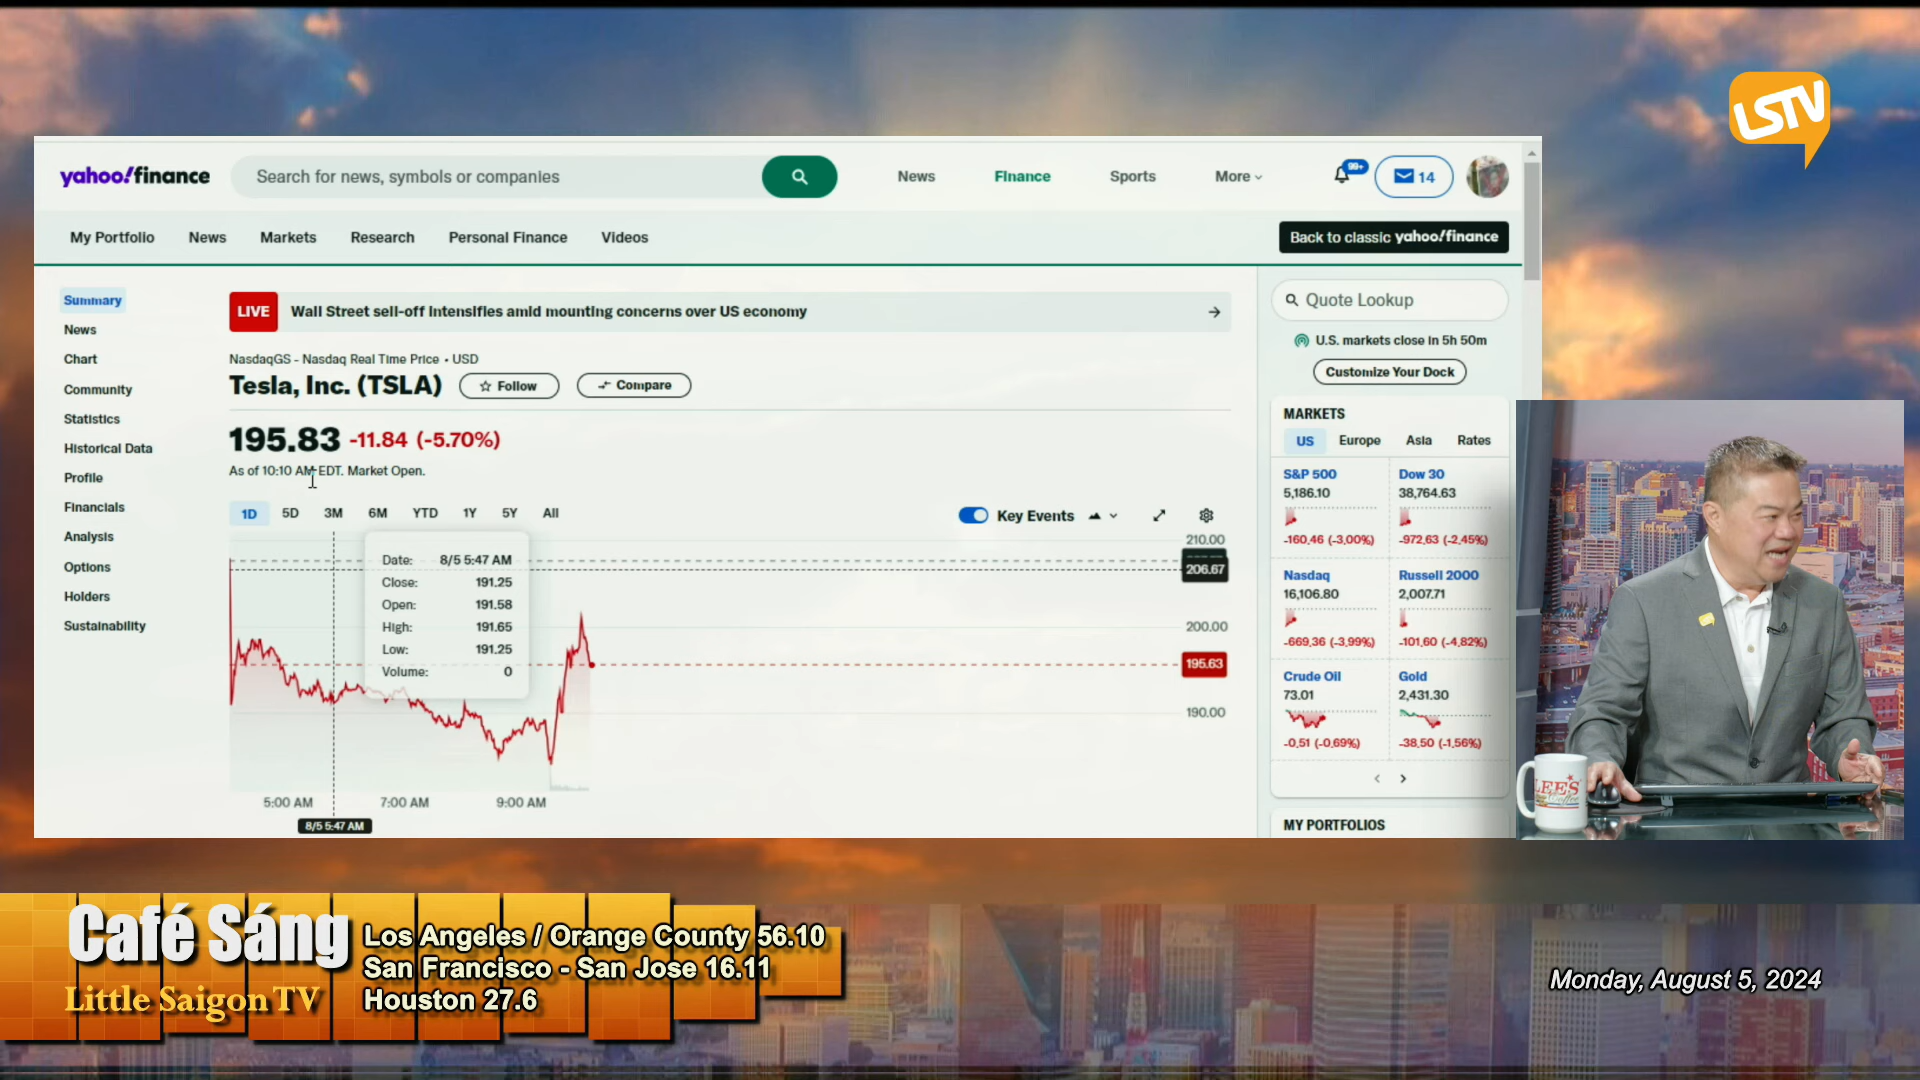 LSTV
yahoo!finance
Search for news, symbols or companies
News
Finance
Sports
More
99+
14
My Portfolio
News
Markets
Research
Personal Finance
Videos
Back to classic yahoo!finance
Summary
News
Chart
Community
Statistics
Historical Data
Profile
Financials
Analysis
Options
Holders
Sustainability
LIVE
Wall Street sell-off intensifies amid mounting concerns over US economy
NasdaqGS - Nasdaq Real Time Price • USD
Tesla, Inc. (TSLA)
Follow
Compare
195.83 -11.84 (-5.70%)
As of 10:10 AM EDT. Market Open.
1D 5D 3M 6M YTD 1Y 5Y All
Key Events
Date: 8/5 5:47 AM
Close: 191.25
Open: 191.58
High: 191.65
Low: 191.25
Volume: 0
210.00
206.67
200.00
195.63
190.00
5:00 AM 7:00 AM 9:00 AM
8/5 5:47 AM
Quote Lookup
U.S. markets close in 5h 50m
Customize Your Dock
MARKETS
US Europe Asia Rates
S&P 500
5,186.10
-160.46 (-3.00%)
Dow 30
38,764.63
-972.63 (-2.45%)
Nasdaq
16,106.80
-669.36 (-3.99%)
Russell 2000
2,007.71
-101.60 (-4.82%)
Crude Oil
73.01
-0.51 (-0.69%)
Gold
2,431.30
-38.50 (-1.56%)
MY PORTFOLIOS
LEE'S
Coffee
Café Sáng
Little Saigon TV
Los Angeles / Orange County 56.10
San Francisco - San Jose 16.11
Houston 27.6
Monday, August 5, 2024